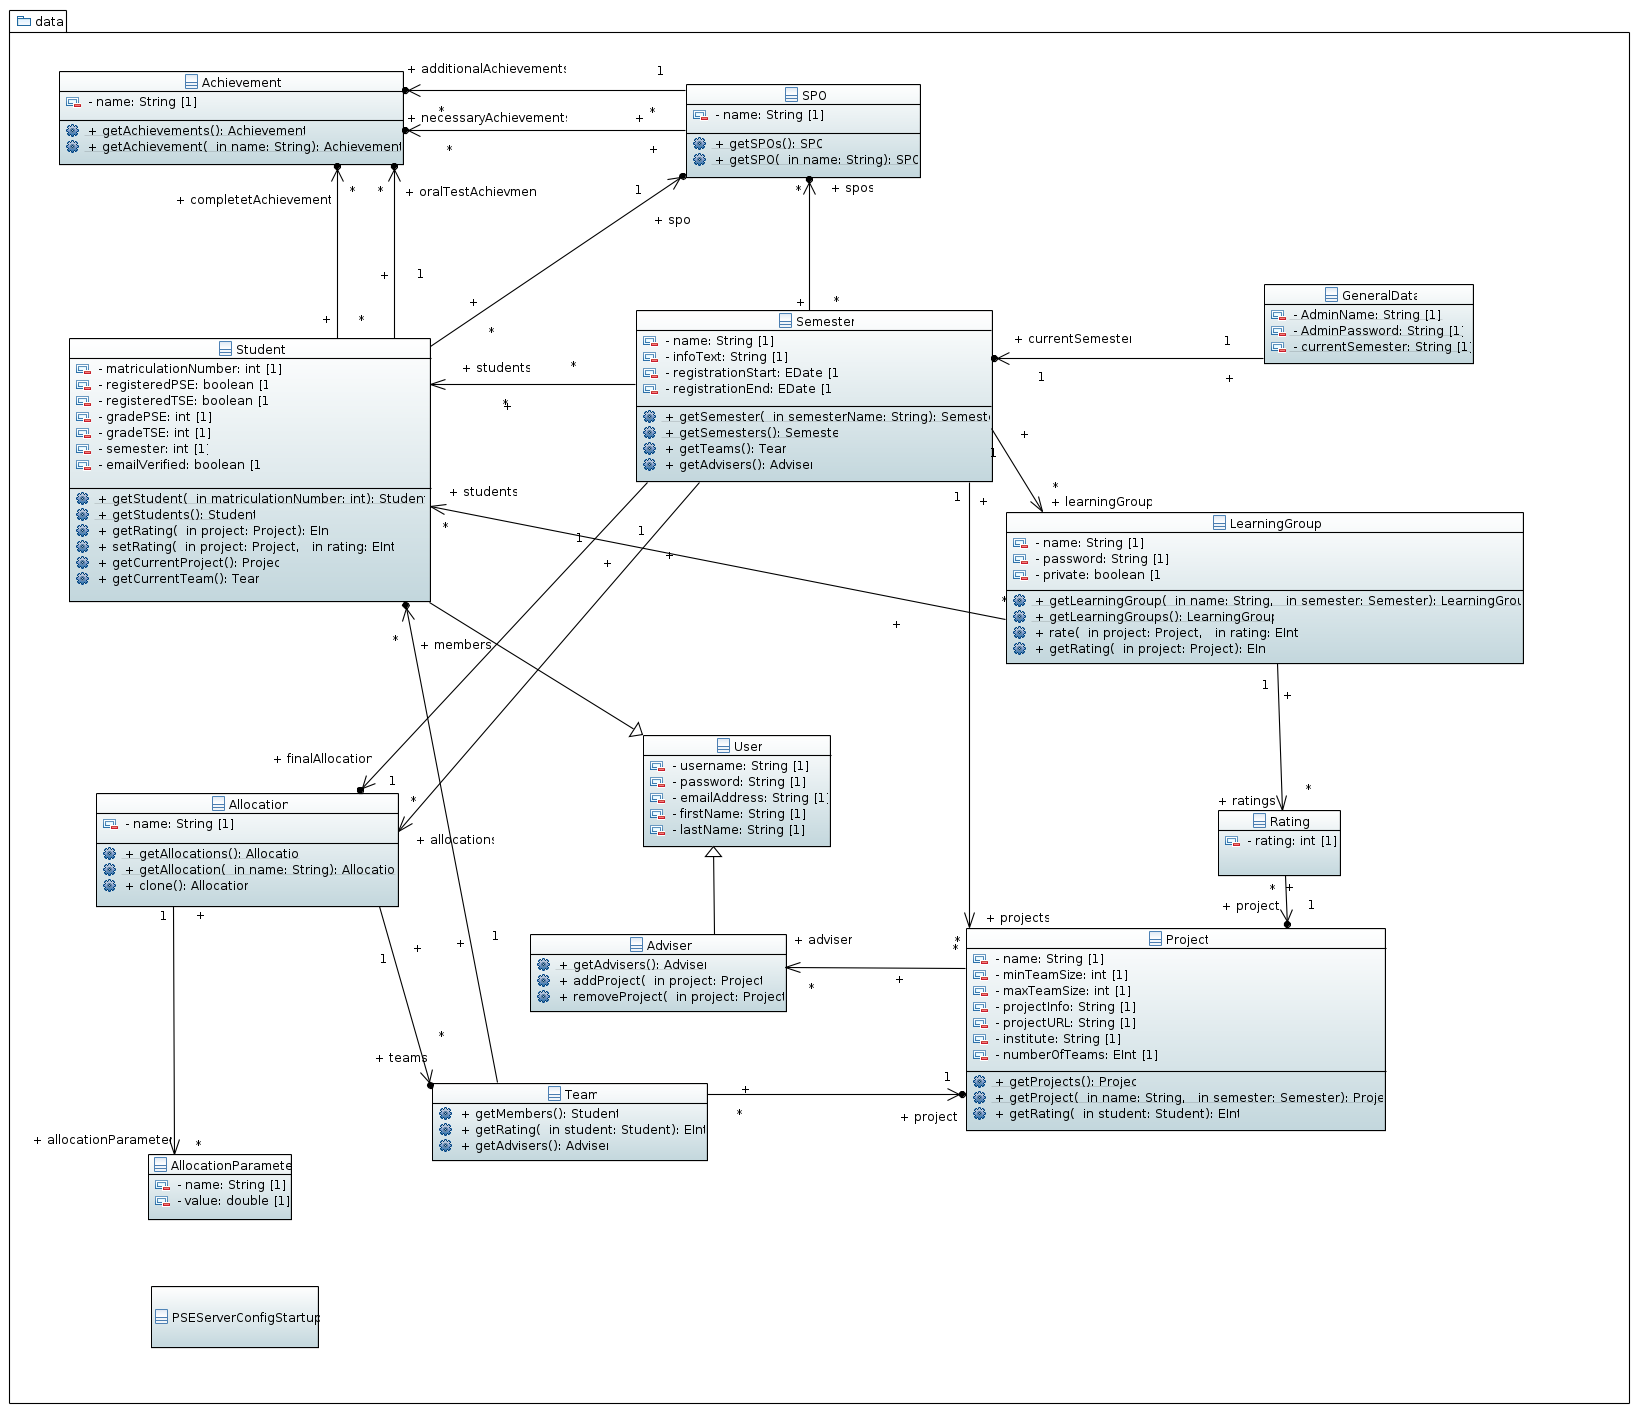 data
Achievement
- name: String [1]
+ getAchievements(): Achievement
+ getAchievement( in name: String): Achievement
+ additionalAchievements
1
*
+ necessaryAchievements
+
*
*
+
SPO
- name: String [1]
+ getSPOs(): SPO
+ getSPO( in name: String): SPO
+ completetAchievement
*
*
+ oralTestAchievmen
1
+ spo
*
+ spos
+
1
+
*
+
*
+
*
Student
- matriculationNumber: int [1]
- registeredPSE: boolean [1
- registeredTSE: boolean [1
- gradePSE: int [1]
- gradeTSE: int [1]
- semester: int [1]
- emailVerified: boolean [1
+ getStudent( in matriculationNumber: int): Student
+ getStudents(): Student
+ getRating( in project: Project): EIn
+ setRating( in project: Project, in rating: EInt
+ getCurrentProject(): Projec
+ getCurrentTeam(): Tear
Semester
- name: String [1]
- infoText: String [1]
- registrationStart: EDate [1
- registrationEnd: EDate [1
+ getSemester( in semesterName: String): Semest
+ getSemesters(): Semeste
+ getTeams(): Tear
+ getAdvisers(): Adviser
GeneralData
- AdminName: String [1]
- AdminPassword: String [1]
- currentSemester: String [1]
+ currentSemester
1
1
+
+ students
*
*
+
+ students
*
1
+
*
+ learningGroup
1
+
LearningGroup
- name: String [1]
- password: String [1]
- private: boolean [1
+ getLearningGroup( in name: String, in semester: Semester): LearningGrou
+ getLearningGroups(): LearningGroup
+ rate( in project: Project, in rating: EInt
+ getRating( in project: Project): EIn
1
1
+
+
*
+
*
+ members
1
+
*
+ ratings
+ finalAllocation
1
*
+ allocations
User
- username: String [1]
- password: String [1]
- emailAddress: String [1]
- firstName: String [1]
- lastName: String [1]
Allocation
- name: String [1]
+ getAllocations(): Allocatio
+ getAllocation( in name: String): Allocatio
+ clone(): Allocation
Rating
- rating: int [1]
*
+
+ project
1
1
+
1
+
+
1
Adviser
+ getAdvisers(): Adviser
+ addProject( in project: Project
+ removeProject( in project: Project
+ adviser
*
+
*
*
+ projects
Project
- name: String [1]
- minTeamSize: int [1]
- maxTeamSize: int [1]
- projectInfo: String [1]
- projectURL: String [1]
- institute: String [1]
- numberOfTeams: EInt [1]
+ getProjects(): Projec
+ getProject( in name: String, in semester: Semester): Proje
+ getRating( in student: Student): EInt
*
+ teams
Team
+ getMembers(): Student
+ getRating( in student: Student): EInt
+ getAdvisers(): Adviser
+
*
1
+ project
+ allocationParameter
*
AllocationParamete
- name: String [1]
- value: double [1]
PSEServerConfigStartup